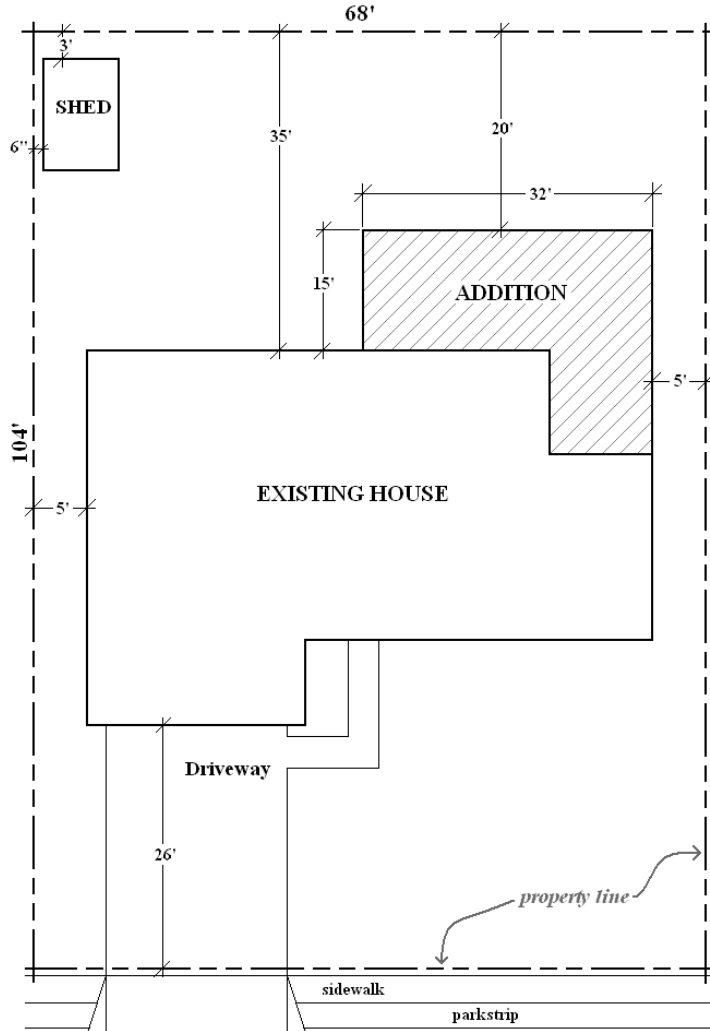 68'
3'
SHED
35'
20'
6"
32'
15'
ADDITION
5'
104'
EXISTING HOUSE
5'
Driveway
26'
property line
sidewalk
parkstrip